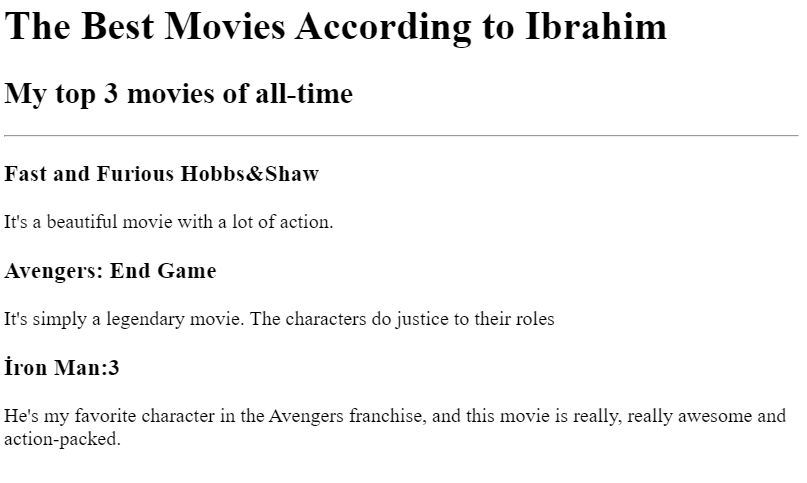 The Best Movies According to Ibrahim
My top 3 movies of all-time
Fast and Furious Hobbs&Shaw
It's a beautiful movie with a lot of action.
Avengers: End Game
It's simply a legendary movie. The characters do justice to their roles
İron Man:3
He's my favorite character in the Avengers franchise, and this movie is really, really awesome and
action-packed.